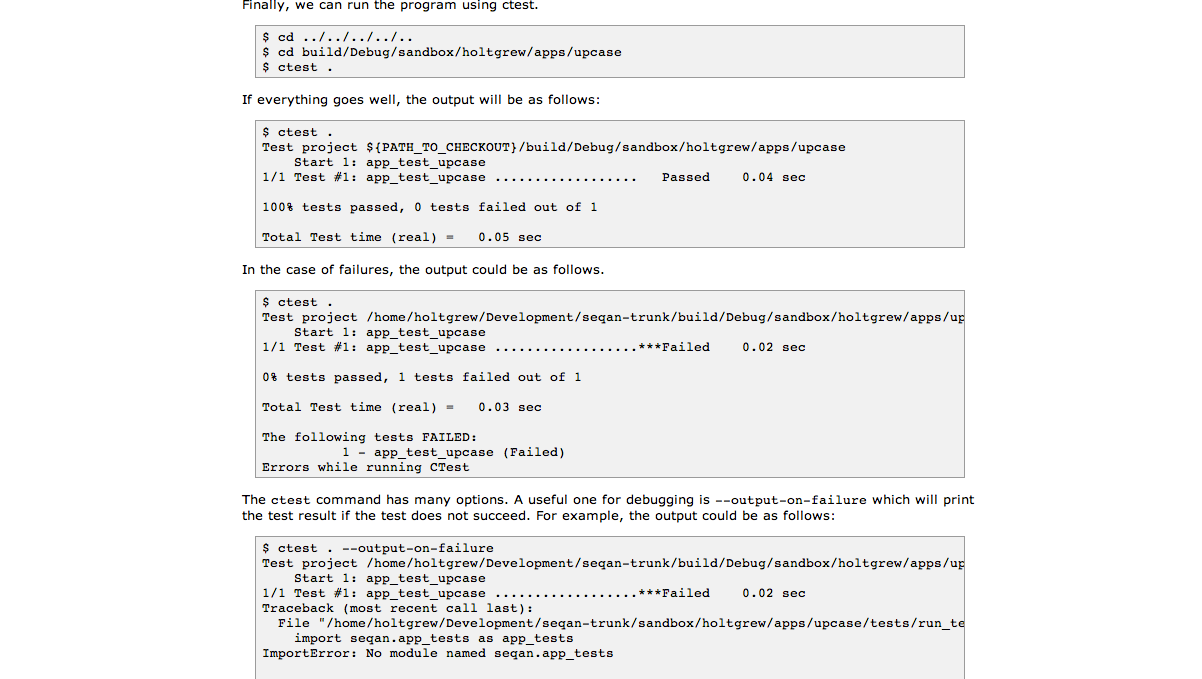 Finally, we can run the program using ctest.
$ cd ../../../../..
$ cd build/Debug/sandbox/holtgrew/apps/upcase
$ ctest .
If everything goes well, the output will be as follows:
$ ctest .
Test project ${PATH_TO_CHECKOUT}/build/Debug/sandbox/holtgrew/apps/upcase
    Start 1: app_test_upcase
1/1 Test #1: app_test_upcase ..................   Passed    0.04 sec
100% tests passed, 0 tests failed out of 1
Total Test time (real) =   0.05 sec
In the case of failures, the output could be as follows.
$ ctest .
Test project /home/holtgrew/Development/seqan-trunk/build/Debug/sandbox/holtgrew/apps/up
    Start 1: app_test_upcase
1/1 Test #1: app_test_upcase ..................***Failed    0.02 sec
0% tests passed, 1 tests failed out of 1
Total Test time (real) =   0.03 sec
The following tests FAILED:
          1 - app_test_upcase (Failed)
Errors while running CTest
The ctest command has many options. A useful one for debugging is --output-on-failure which will print
the test result if the test does not succeed. For example, the output could be as follows:
$ ctest . --output-on-failure
Test project /home/holtgrew/Development/seqan-trunk/build/Debug/sandbox/holtgrew/apps/up
    Start 1: app_test_upcase
1/1 Test #1: app_test_upcase ..................***Failed    0.02 sec
Traceback (most recent call last):
  File "/home/holtgrew/Development/seqan-trunk/sandbox/holtgrew/apps/upcase/tests/run_te
    import seqan.app_tests as app_tests
ImportError: No module named seqan.app_tests